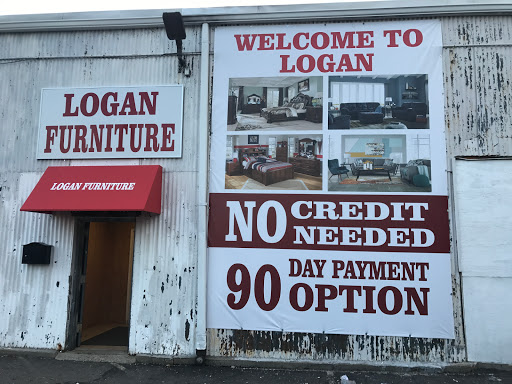 LOGAN
FURNITURE
LOGAN FURNITURE
WELCOME TO
LOGAN
NO CREDIT
NEEDED
90 DAY PAYMENT
OPTION